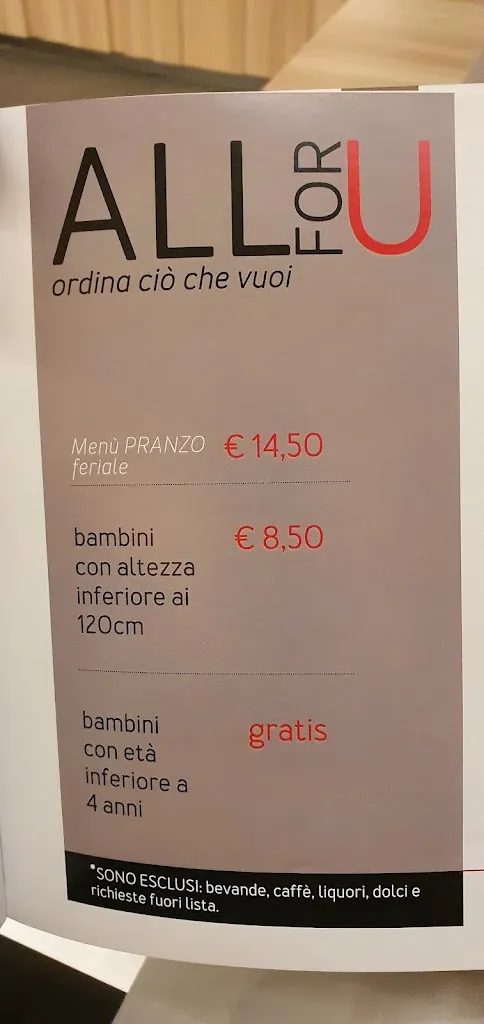 ALL FOR U
ordina ciò che vuoi
Menù PRANZO € 14,50
feriale
bambini € 8,50
con altezza
inferiore ai
120cm
bambini gratis
con età
inferiore a
4 anni
*SONO ESCLUSI: bevande, caffè, liquori, dolci e
richieste fuori lista.